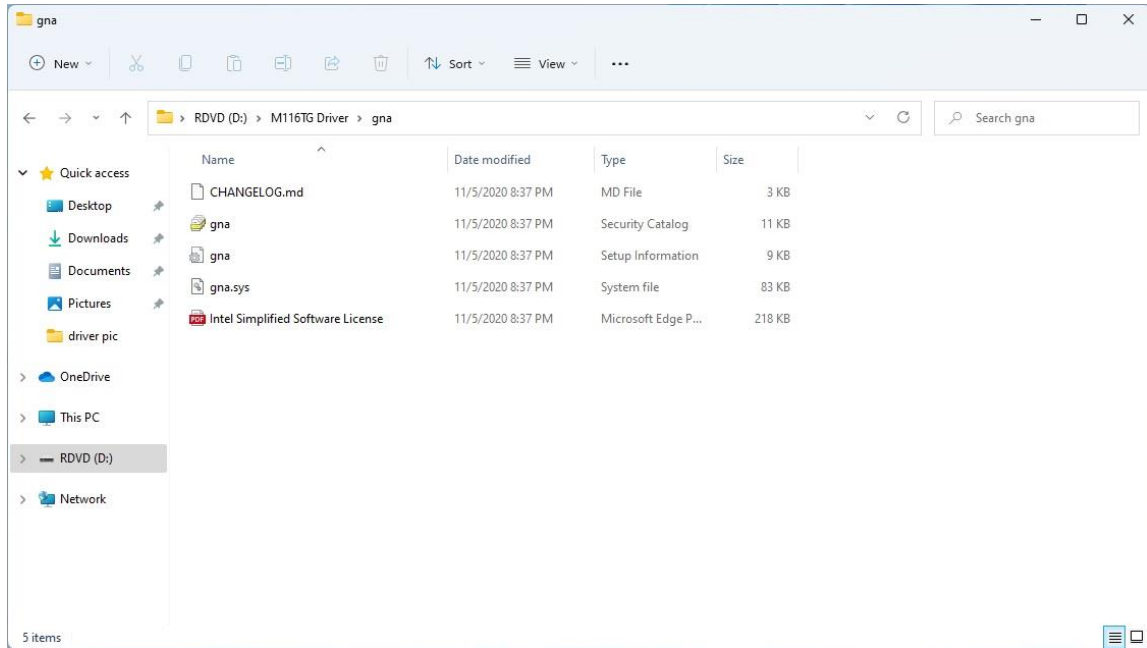 gna
New
Sort
View
RDVD (D:) > M116TG Driver > gna
Search gna
Quick access
Desktop
Downloads
Documents
Pictures
driver pic
OneDrive
This PC
RDVD (D:)
Network
Name Date modified Type Size
CHANGELOG.md 11/5/2020 8:37 PM MD File 3 KB
gna 11/5/2020 8:37 PM Security Catalog 11 KB
gna 11/5/2020 8:37 PM Setup Information 9 KB
gna.sys 11/5/2020 8:37 PM System file 83 KB
PDF Intel Simplified Software License 11/5/2020 8:37 PM Microsoft Edge P... 218 KB
5 items